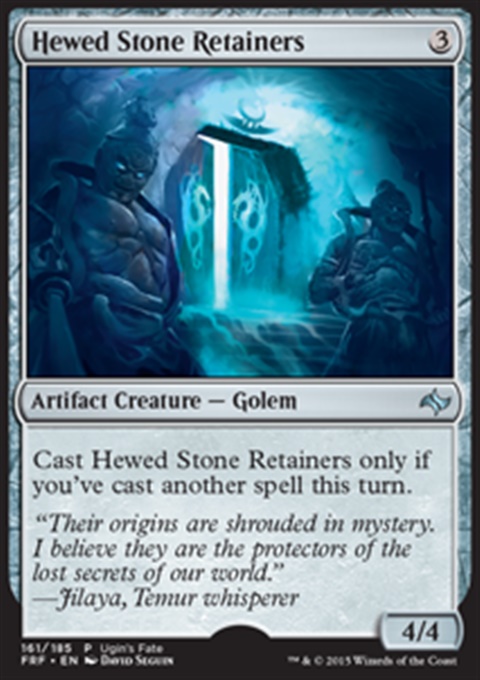 Hewed Stone Retainers 3
Artifact Creature — Golem
Cast Hewed Stone Retainers only if
you've cast another spell this turn.
"Their origins are shrouded in mystery.
I believe they are the protectors of the
lost secrets of our world."
—Jilaya, Temur whisperer
4/4
161/185 P Ugin's Fate
FRF • EN David Seguin
™ & © 2015 Wizards of the Coast